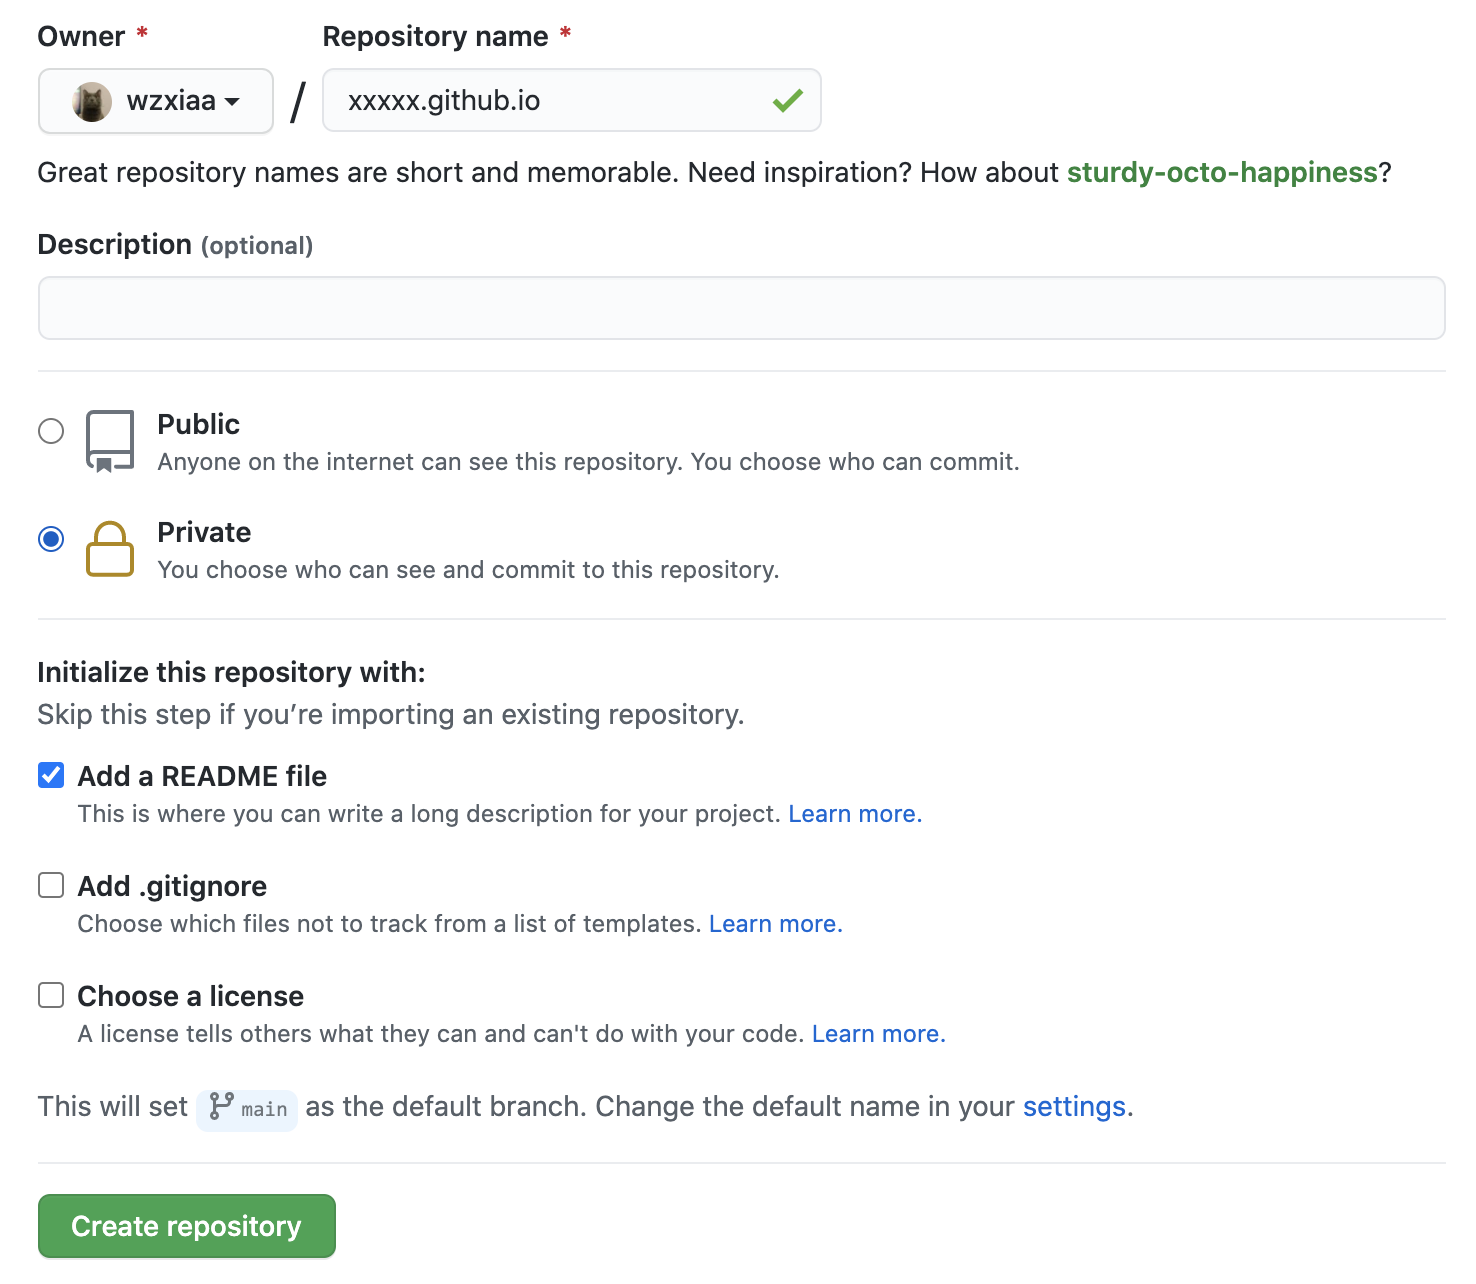 Owner * Repository name *
wzxiaa / xxxxx.github.io
Great repository names are short and memorable. Need inspiration? How about sturdy-octo-happiness?
Description (optional)
Public
Anyone on the internet can see this repository. You choose who can commit.
Private
You choose who can see and commit to this repository.
Initialize this repository with:
Skip this step if you’re importing an existing repository.
Add a README file
This is where you can write a long description for your project. Learn more.
Add .gitignore
Choose which files not to track from a list of templates. Learn more.
Choose a license
A license tells others what they can and can't do with your code. Learn more.
This will set main as the default branch. Change the default name in your settings.
Create repository